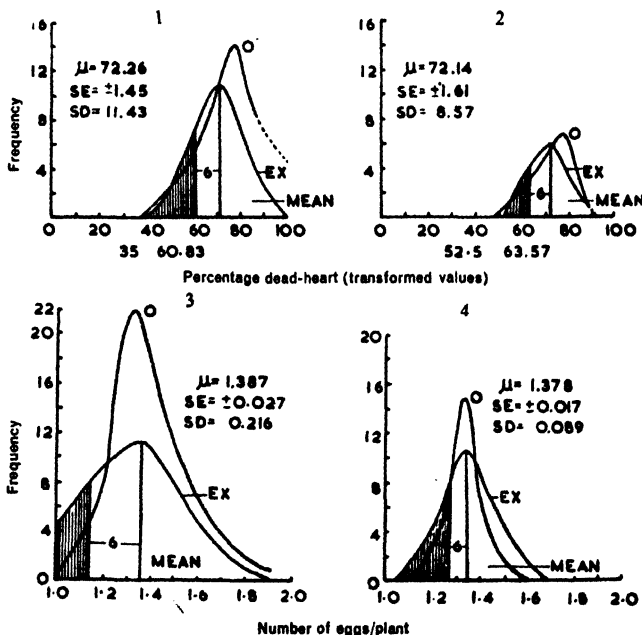 1
2
16
12
8
4
Frequency
μ=72.26
SE=±1.45
SD=11.43
O
6
EX
MEAN
0 20 40 60 80 100
35 60.83
16
12
8
4
μ=72.14
SE=±1.61
SD=8.57
O
6
EX
MEAN
0 20 40 60 80 100
52.5 63.57
Percentage dead-heart (transformed values)
3
4
22
20
16
12
8
4
0
Frequency
O
μ=1.387
SE=±0.027
SD= 0.216
EX
6
MEAN
1.0 1.2 1.4 1.6 1.8 2.0
20
16
12
8
4
0
O
μ=1.378
SE=±0.017
SD= 0.089
EX
6
MEAN
1.0 1.2 1.4 1.6 1.8 2.0
Number of eggs/plant